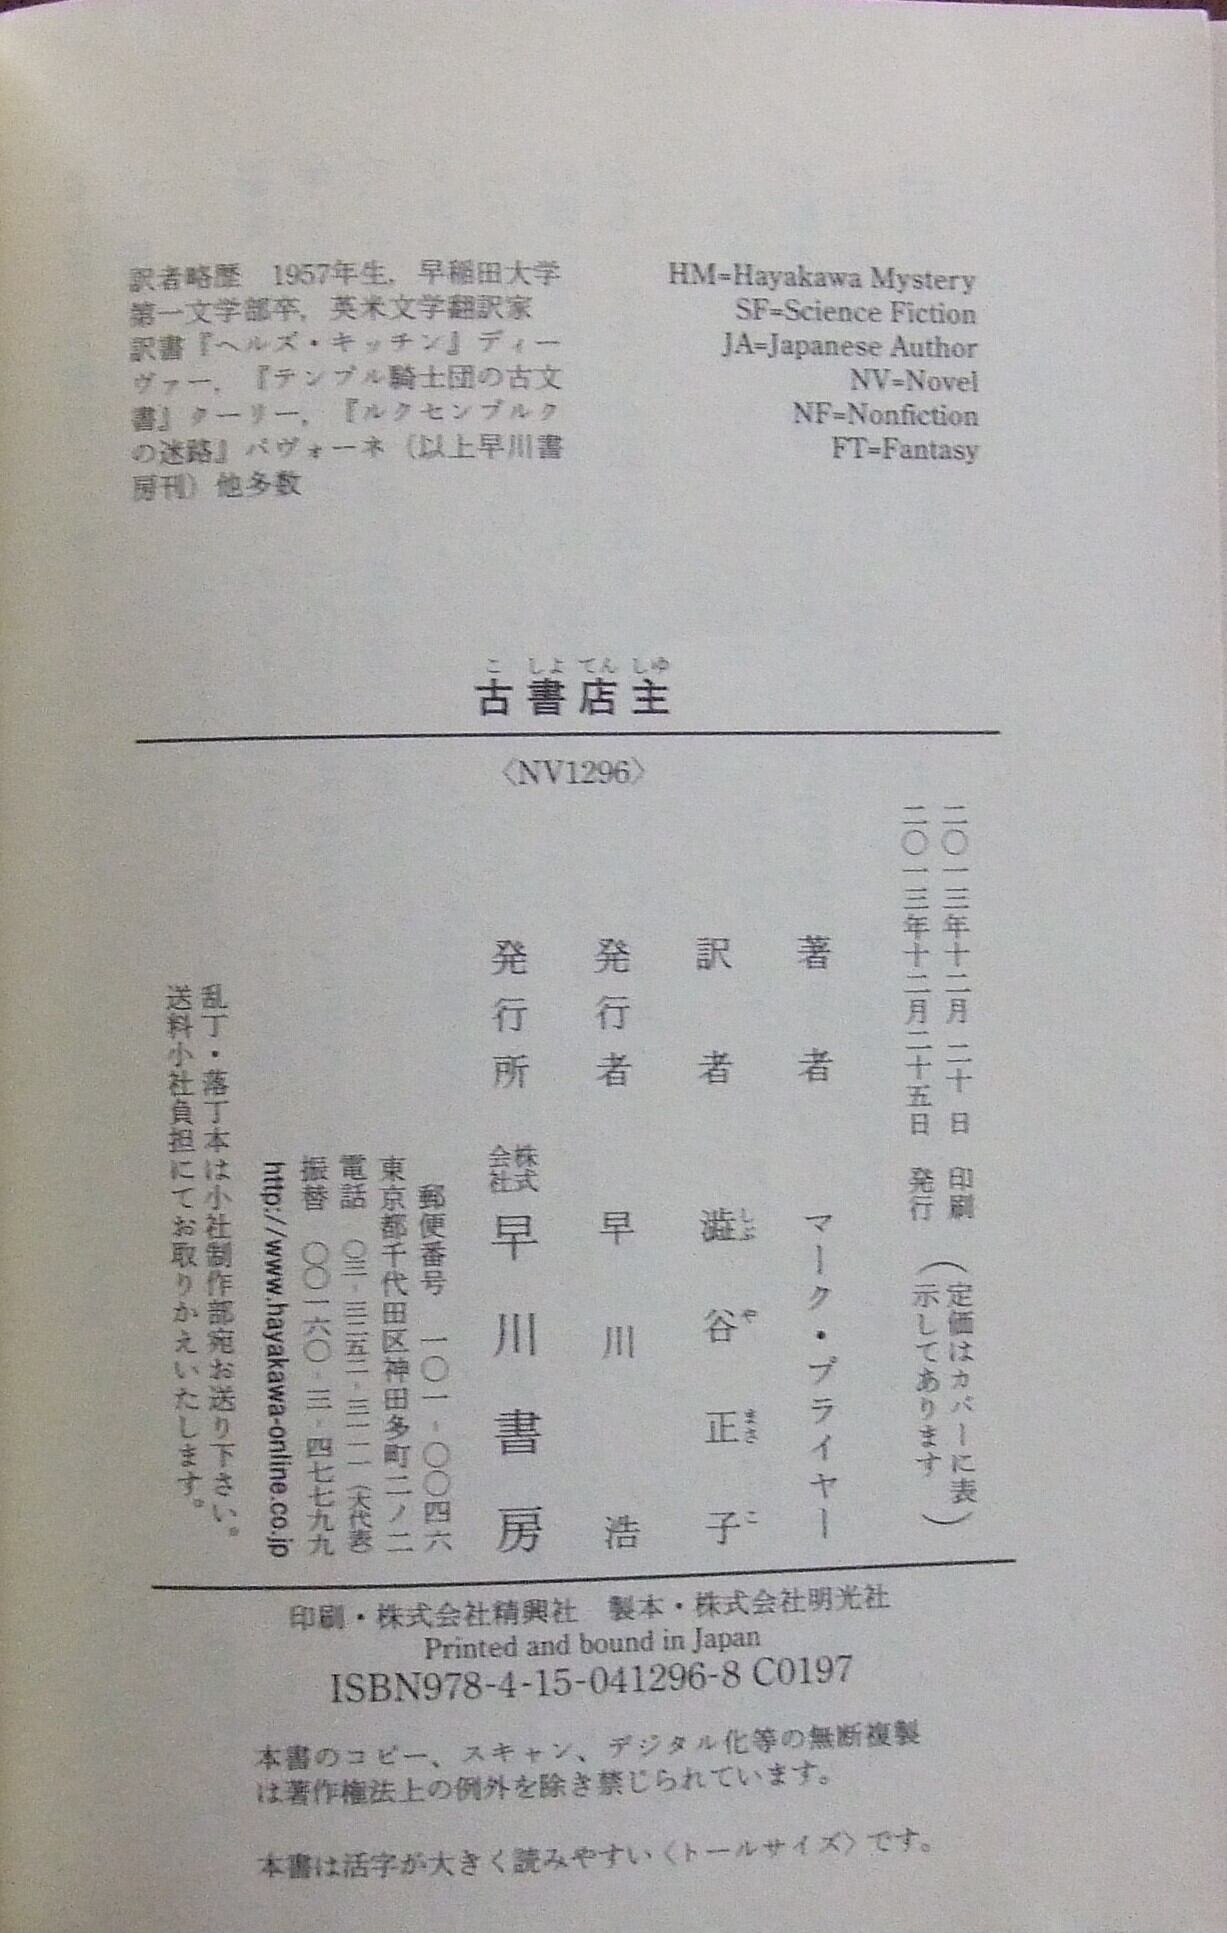 訳者略歴　1957年生，早稲田大学
第一文学部卒，英米文学翻訳家
訳書『ヘルズ・キッチン』ディー
ヴァー，『テンプル騎士団の古文
書』クーリー，『ルクセンブルク
の迷路』パヴォーネ（以上早川書
房刊）他多数
HM=Hayakawa Mystery
SF=Science Fiction
JA=Japanese Author
NV=Novel
NF=Nonfiction
FT=Fantasy
こ しよ てん しゆ
古書店主
〈NV1296〉
二〇一三年十二月二十日　印刷
二〇一三年十二月二十五日　発行
（定価はカバーに表
示してあります）
著者　マーク・プライヤー
訳者　澁谷正子
しぶ や まさ こ
発行者　早川　浩
発行所　株式会社　早川書房
郵便番号　一〇一-〇〇四六
東京都千代田区神田多町二ノ二
電話　〇三-三二五二-三一一一（大代表）
振替　〇〇一六〇-三-四七七九九
http://www.hayakawa-online.co.jp
乱丁・落丁本は小社制作部宛お送り下さい。
送料小社負担にてお取りかえいたします。
印刷・株式会社精興社　製本・株式会社明光社
Printed and bound in Japan
ISBN978-4-15-041296-8 C0197
本書のコピー、スキャン、デジタル化等の無断複製
は著作権法上の例外を除き禁じられています。
本書は活字が大きく読みやすい〈トールサイズ〉です。